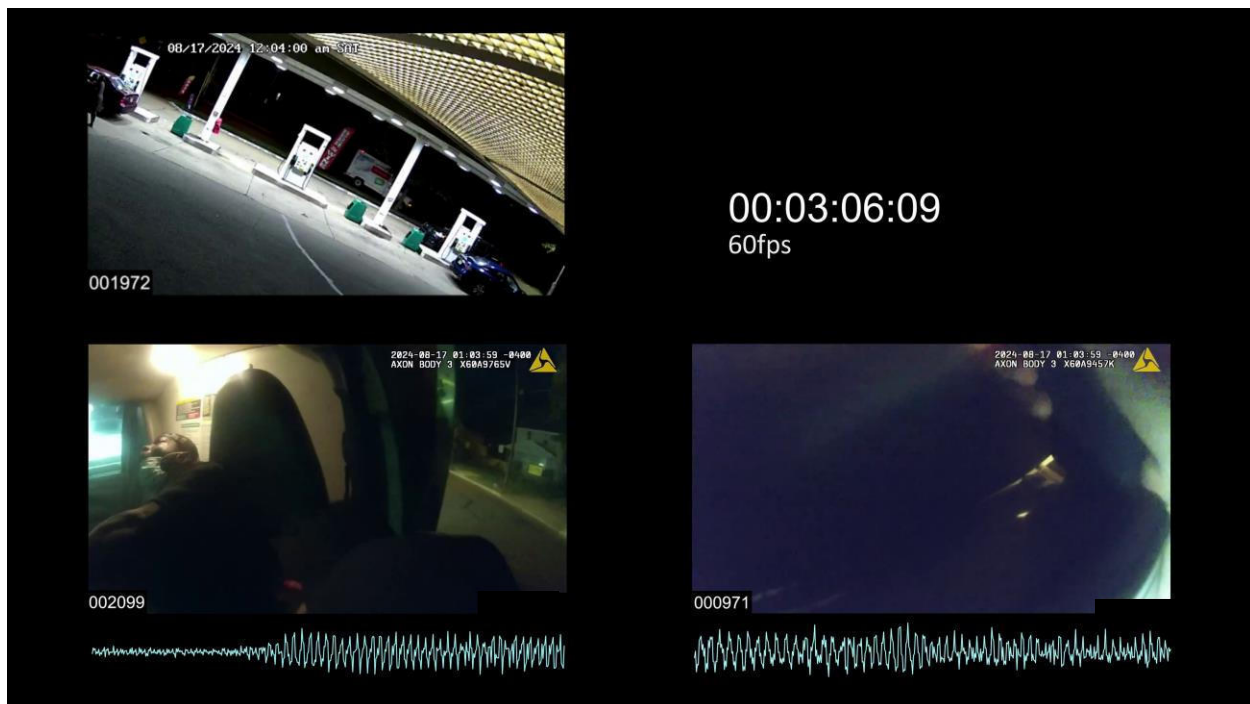 08/17/2024 12:04:00 am SAT
001972
00:03:06:09
60fps
2024-08-17 01:03:59 -0400
AXON BODY 3 X60A9765V
002099
2024-08-17 01:03:59 -0400
AXON BODY 3 X60A9457K
000971